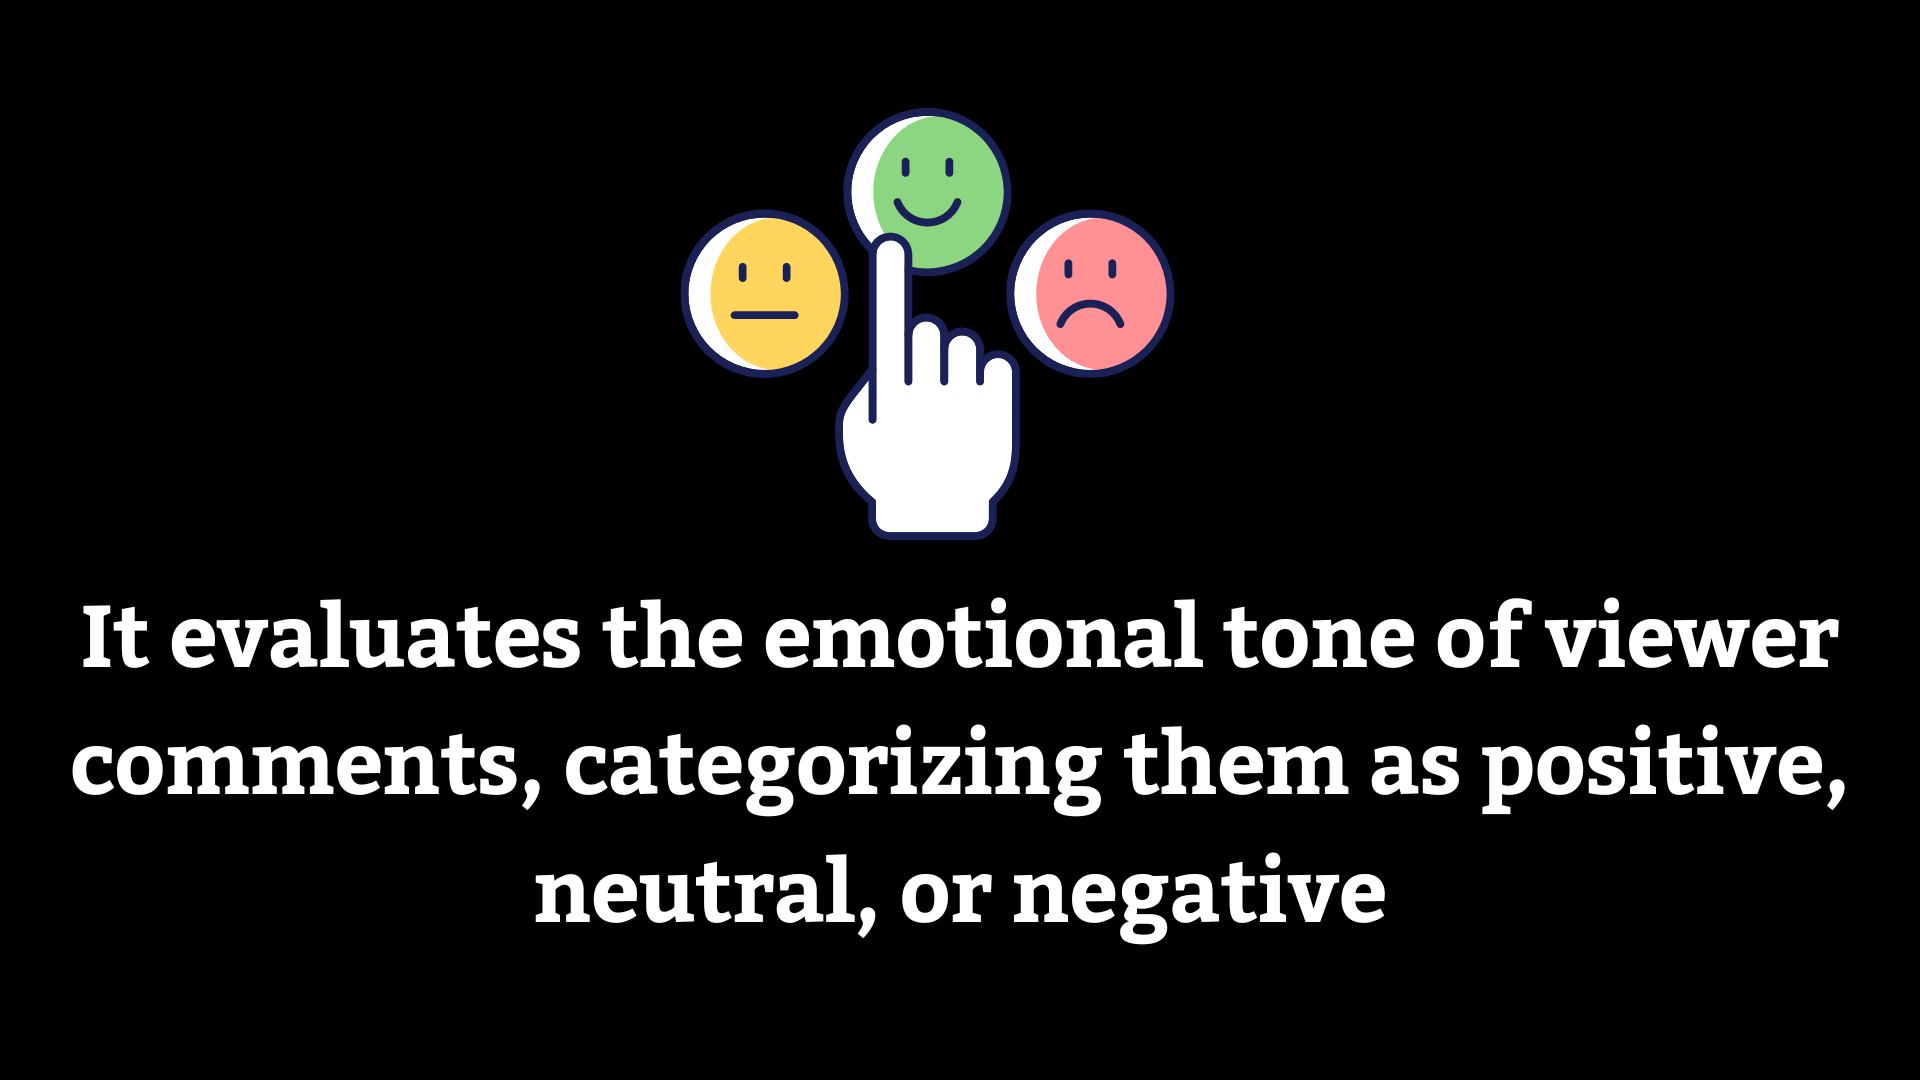 It evaluates the emotional tone of viewer
comments, categorizing them as positive,
neutral, or negative